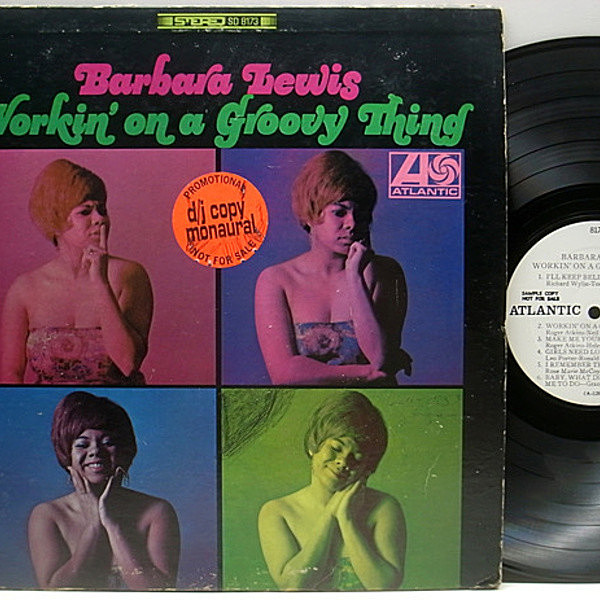 STEREO SD 8173
Barbara Lewis
Workin' on a Groovy Thing
PROMOTIONAL
d/j copy
monaural
NOT FOR SALE
ATLANTIC
817
BARBARA
WORKIN' ON A G
1. I'LL KEEP BELI
Richard Wylie-To
SAMPLE COPY
NOT FOR SALE
ATLANTIC
2. WORKIN' ON A
Roger Atkins-
3. MAKE ME YOUR
Roger Atkins-
4. GIRLS NEED LO
Leo Porter-Ronald
5. I REMEMBER TH
Rose Marie McCoy
6. BABY, WHAT D
ME TO DO—